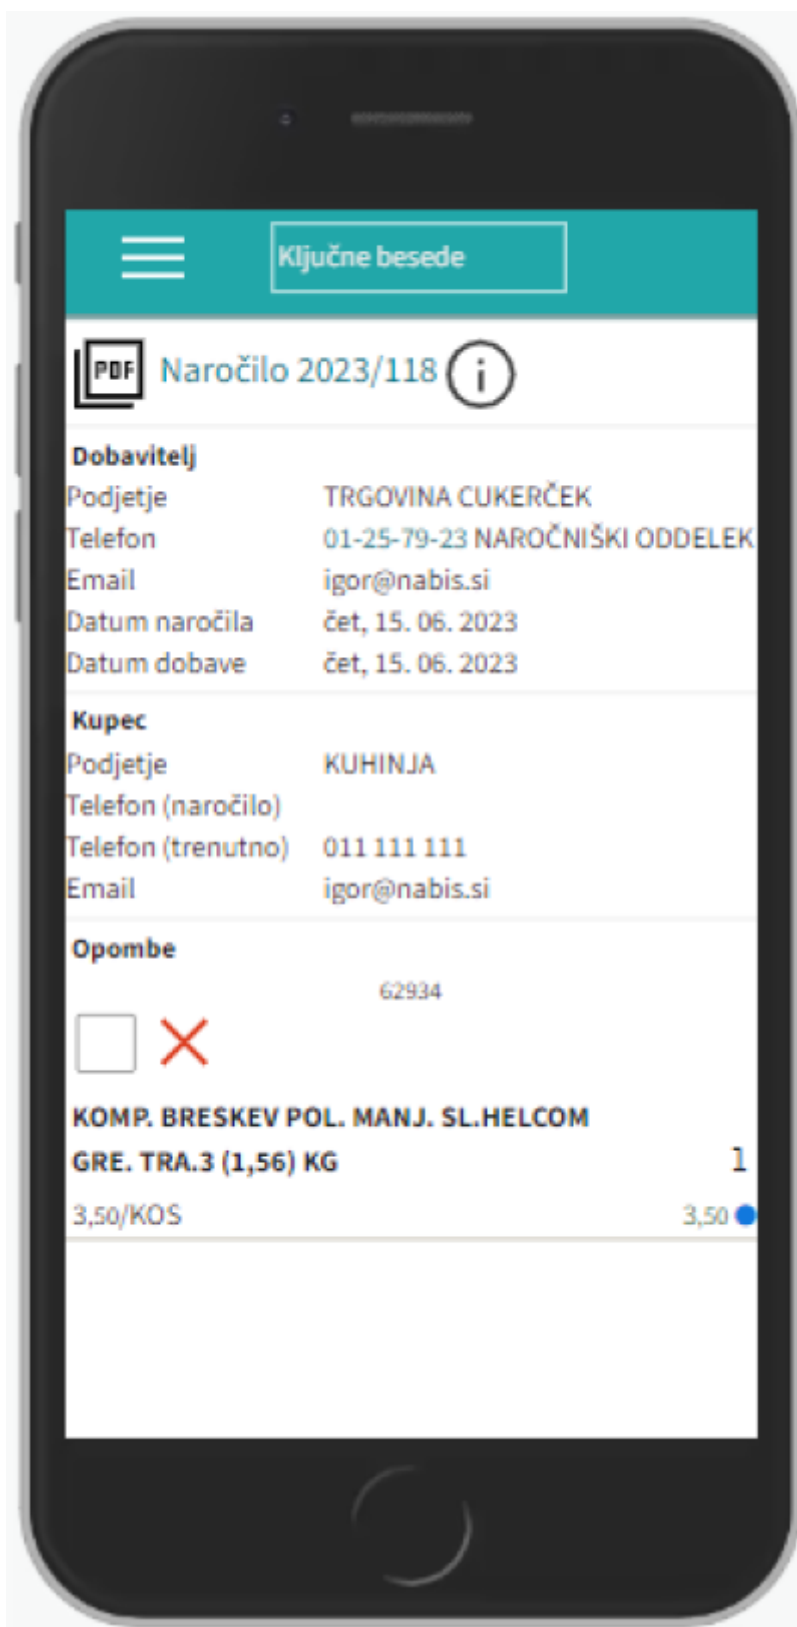 Ključne besede
PDF Naročilo 2023/118 i
Dobavitelj
Podjetje TRGOVINA CUKERČEK
Telefon 01-25-79-23 NAROČNIŠKI ODDELEK
Email igor@nabis.si
Datum naročila čet, 15. 06. 2023
Datum dobave čet, 15. 06. 2023
Kupec
Podjetje KUHINJA
Telefon (naročilo)
Telefon (trenutno) 011 111 111
Email igor@nabis.si
Opombe
62934
KOMP. BRESKEV POL. MANJ. SL.HELCOM
GRE. TRA.3 (1,56) KG 1
3,50/KOS 3,50